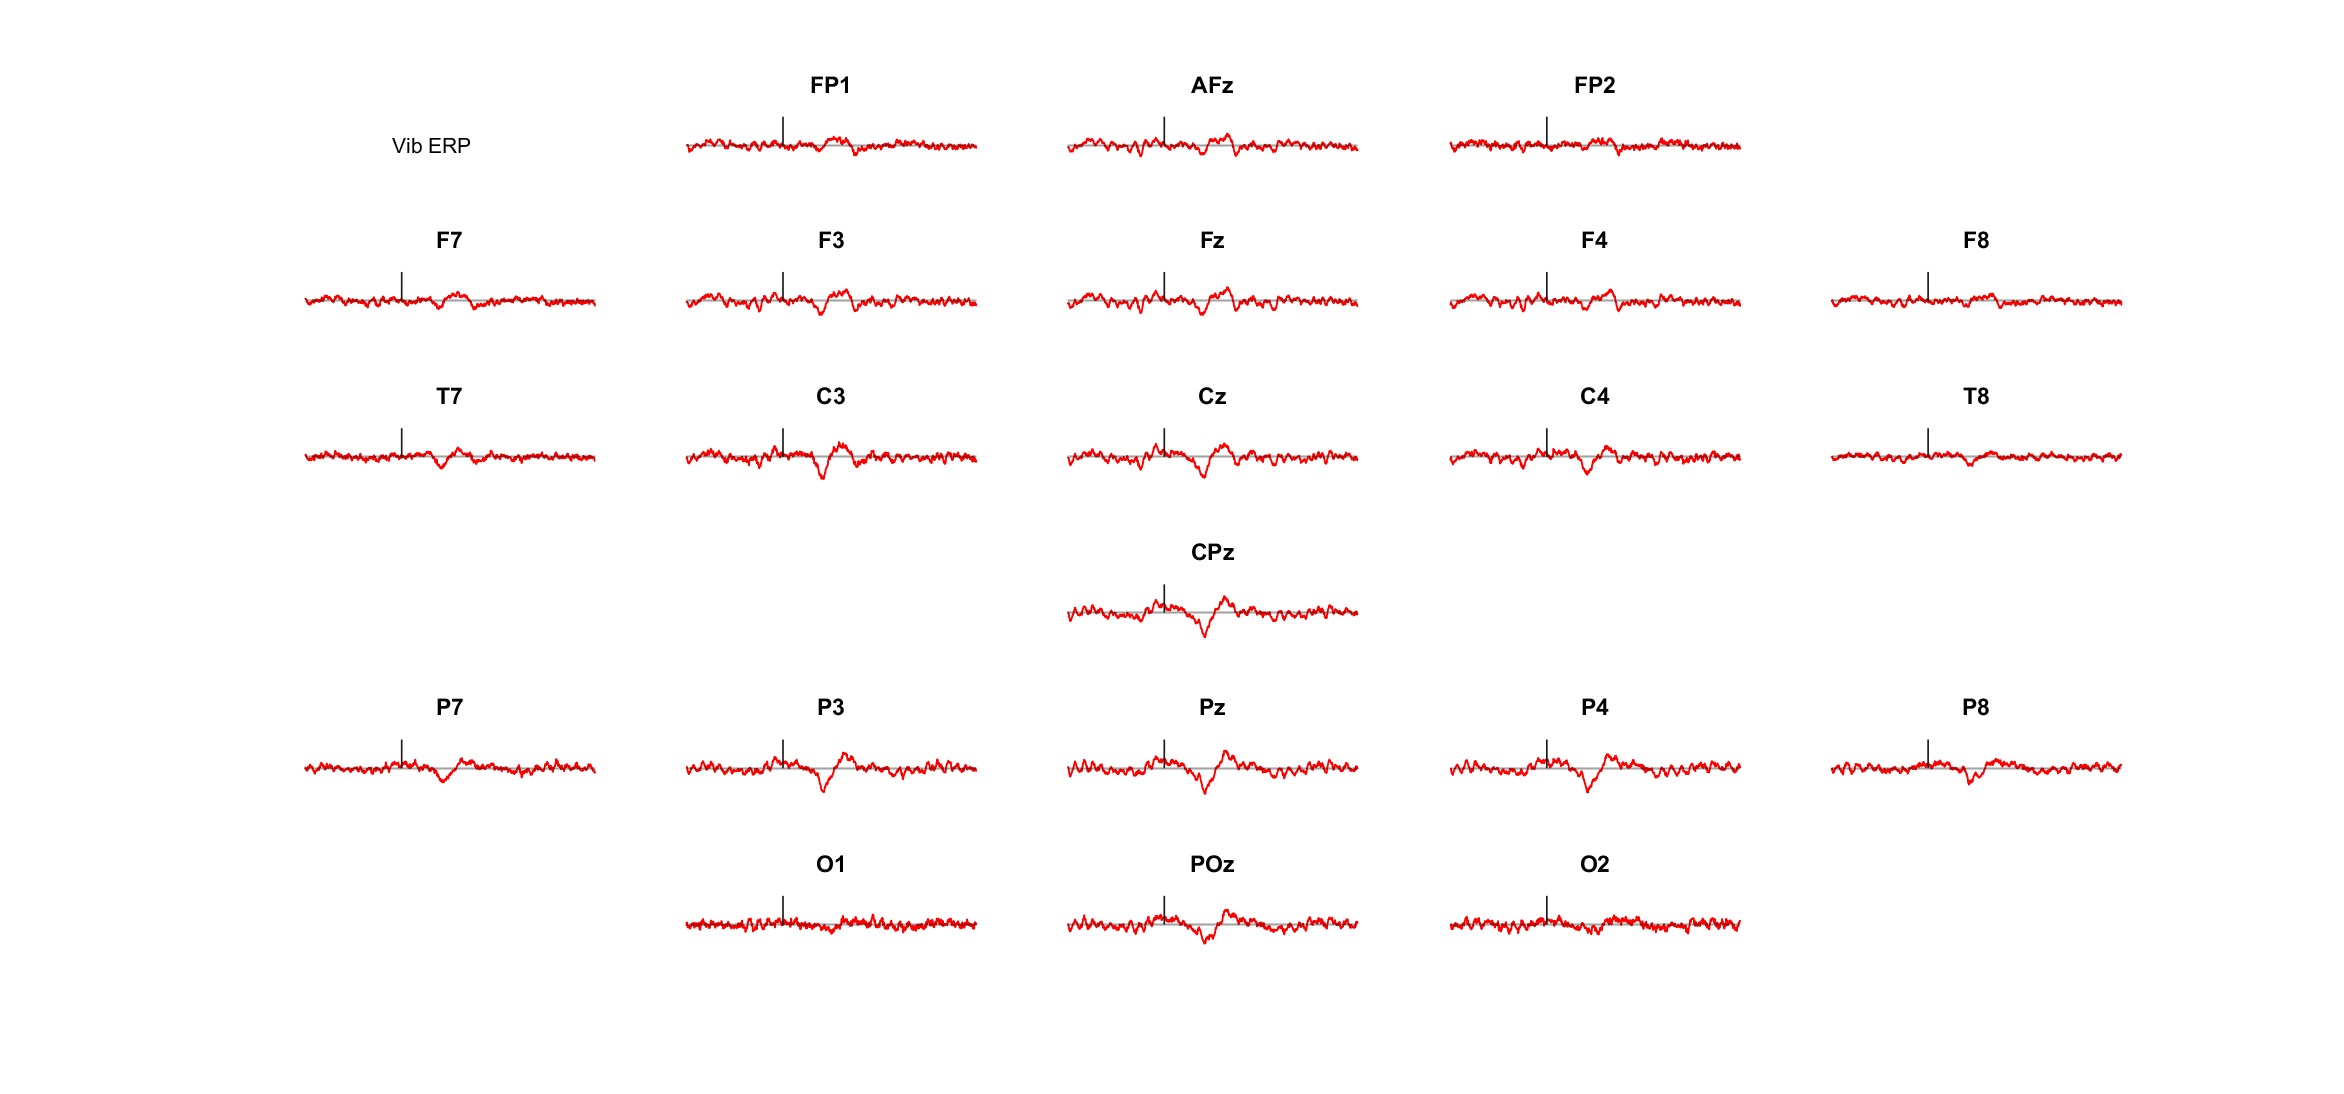 FP1 AFz FP2
Vib ERP
F7 F3 Fz F4 F8
T7 C3 Cz C4 T8
CPz
P7 P3 Pz P4 P8
O1 POz O2